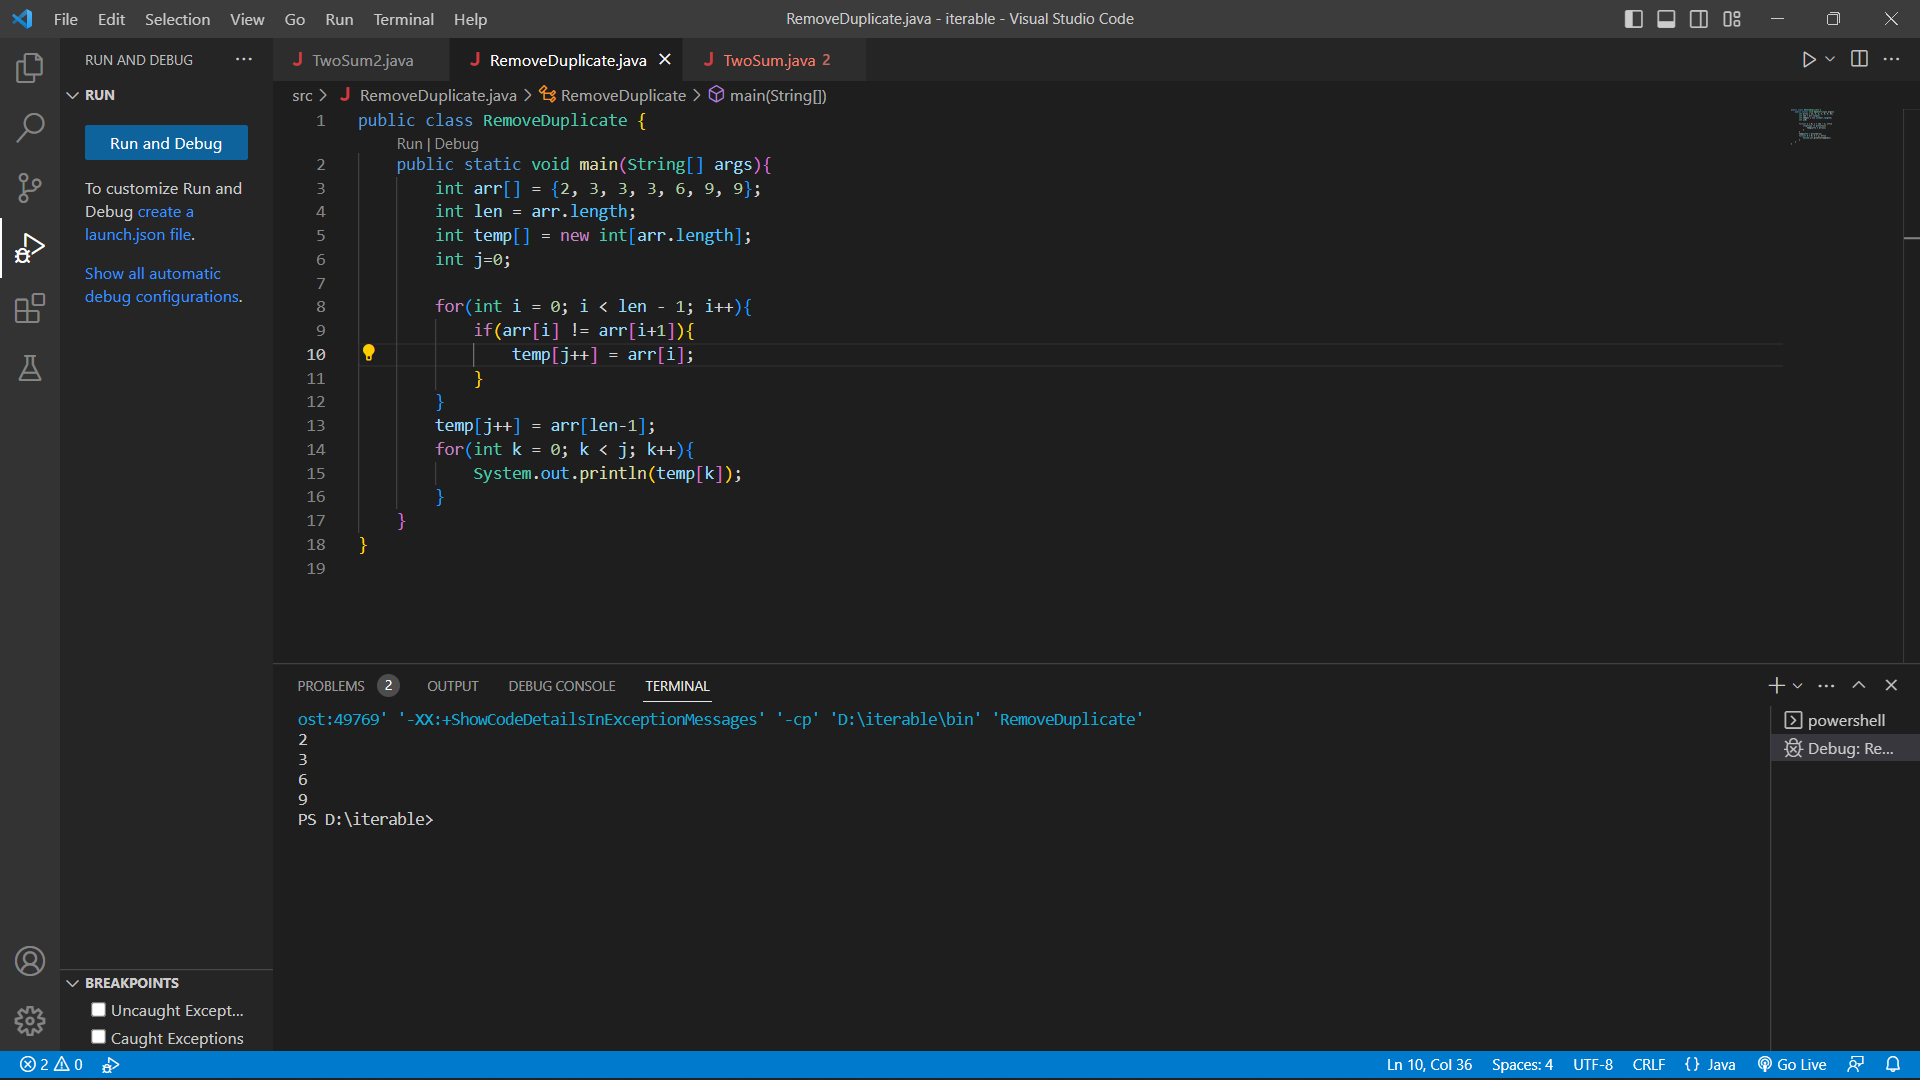 File Edit Selection View Go Run Terminal Help
RemoveDuplicate.java - iterable - Visual Studio Code
RUN AND DEBUG
RUN
Run and Debug
To customize Run and
Debug create a
launch.json file.
Show all automatic
debug configurations.
BREAKPOINTS
Uncaught Except...
Caught Exceptions
J TwoSum2.java
J RemoveDuplicate.java
J TwoSum.java 2
src > J RemoveDuplicate.java > RemoveDuplicate > main(String[])
1 public class RemoveDuplicate {
Run | Debug
2 public static void main(String[] args){
3 int arr[] = {2, 3, 3, 3, 6, 9, 9};
4 int len = arr.length;
5 int temp[] = new int[arr.length];
6 int j=0;
7
8 for(int i = 0; i < len - 1; i++){
9 if(arr[i] != arr[i+1]){
10 temp[j++] = arr[i];
11 }
12 }
13 temp[j++] = arr[len-1];
14 for(int k = 0; k < j; k++){
15 System.out.println(temp[k]);
16 }
17 }
18 }
19
PROBLEMS 2 OUTPUT DEBUG CONSOLE TERMINAL
ost:49769' '-XX:+ShowCodeDetailsInExceptionMessages' '-cp' 'D:\iterable\bin' 'RemoveDuplicate'
2
3
6
9
PS D:\iterable>
powershell
Debug: Re...
2 0
Ln 10, Col 36 Spaces: 4 UTF-8 CRLF {} Java Go Live